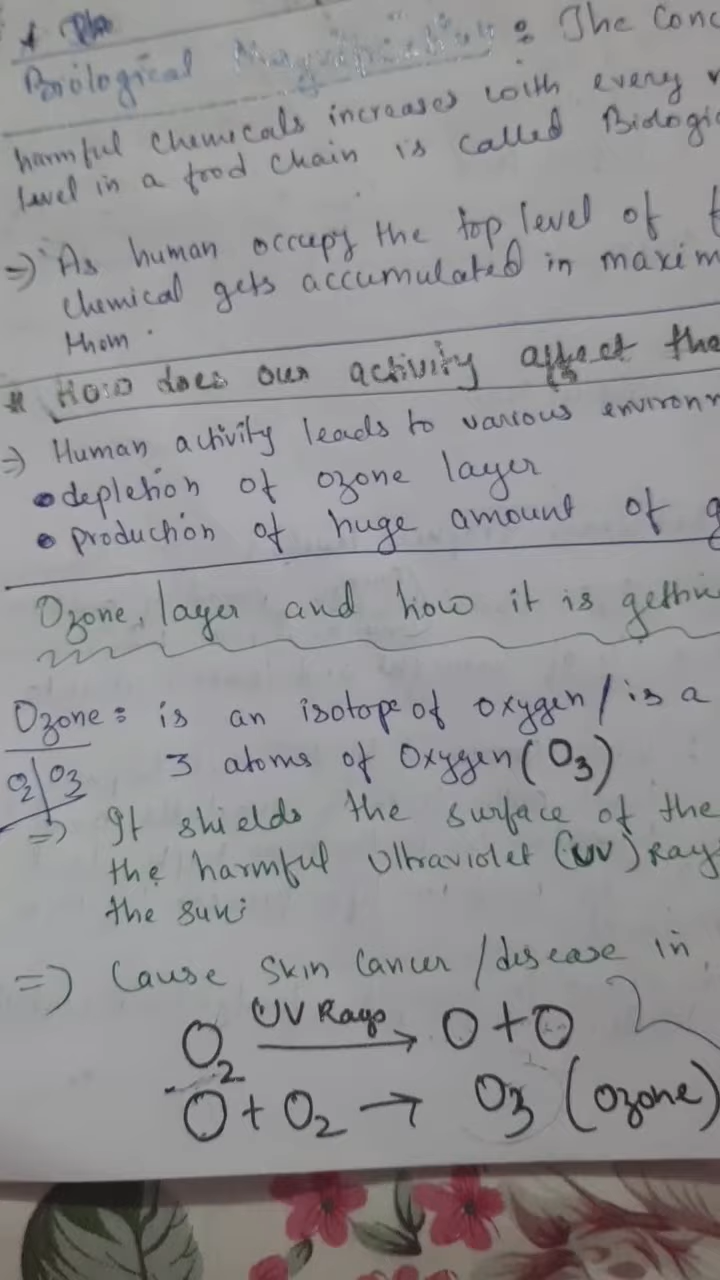 Biological Magnification : The Conc
harmful chemicals increases with every
level in a food chain is called Biologic
=> As human occupy the top level of f
chemical gets accumulated in maxim
them.
* How does our activity affect the
=> Human activity leads to various environm
• depletion of ozone layer
• production of huge amount of g
Ozone, layer and how it is gettin
Ozone : is an isotope of oxygen / is a
O2/O3 3 atoms of Oxygen (O3)
=> It shields the surface of the
the harmful Ultraviolet (UV) Rays
the sun:
=> Cause Skin Cancer / disease in
O2 UV Rays → O + O
O + O2 → O3 (Ozone)